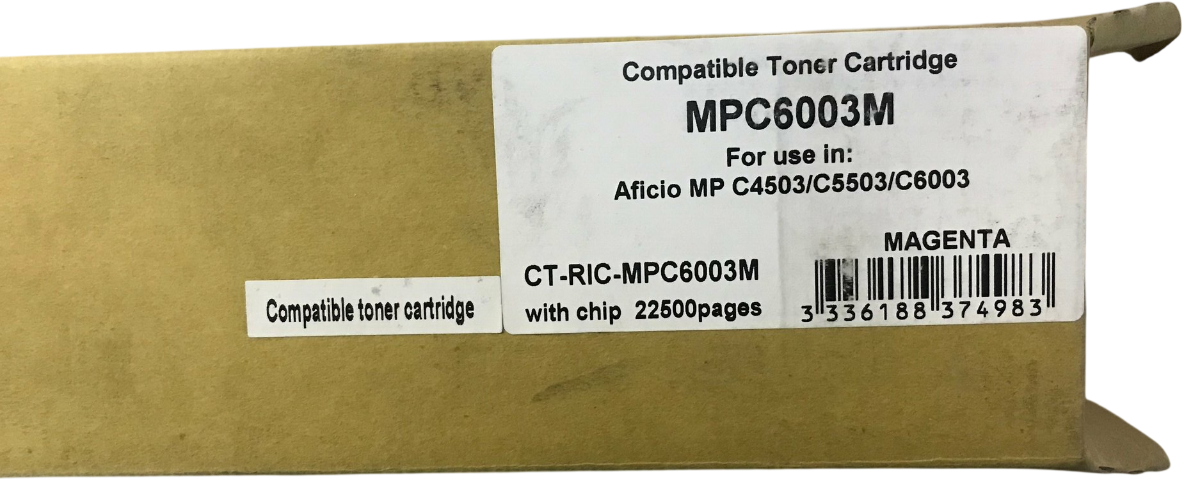 Compatible Toner Cartridge
MPC6003M
For use in:
Aficio MP C4503/C5503/C6003
MAGENTA
CT-RIC-MPC6003M
with chip 22500pages
3 336188 374983
Compatible toner cartridge